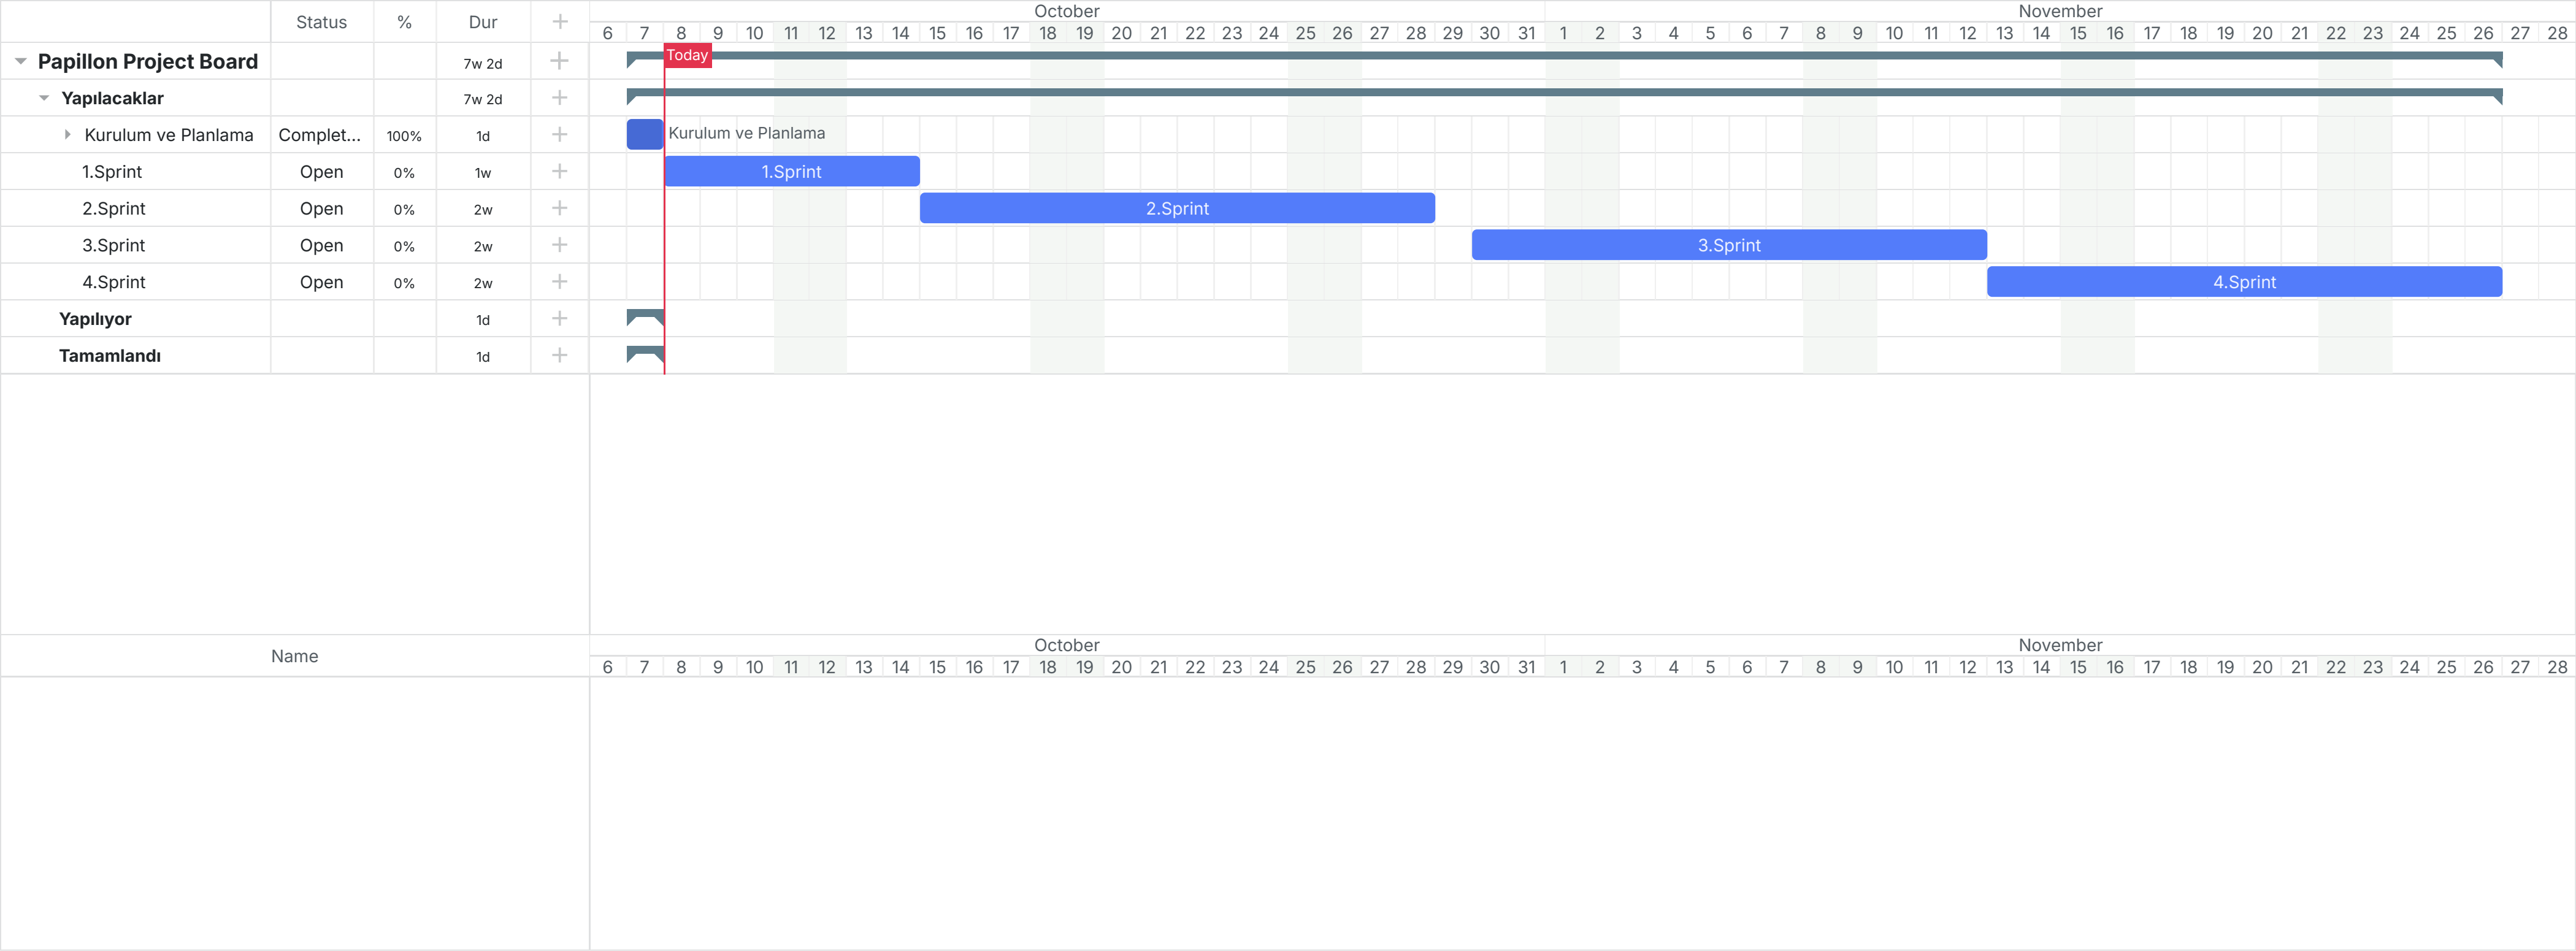 Status % Dur + October November
6 7 8 9 10 11 12 13 14 15 16 17 18 19 20 21 22 23 24 25 26 27 28 29 30 31 1 2 3 4 5 6 7 8 9 10 11 12 13 14 15 16 17 18 19 20 21 22 23 24 25 26 27 28
Papillon Project Board 7w 2d + Today
Yapılacaklar 7w 2d +
Kurulum ve Planlama Complet... 100% 1d + Kurulum ve Planlama
1.Sprint Open 0% 1w + 1.Sprint
2.Sprint Open 0% 2w + 2.Sprint
3.Sprint Open 0% 2w + 3.Sprint
4.Sprint Open 0% 2w + 4.Sprint
Yapılıyor 1d +
Tamamlandı 1d +
Name October November
6 7 8 9 10 11 12 13 14 15 16 17 18 19 20 21 22 23 24 25 26 27 28 29 30 31 1 2 3 4 5 6 7 8 9 10 11 12 13 14 15 16 17 18 19 20 21 22 23 24 25 26 27 28